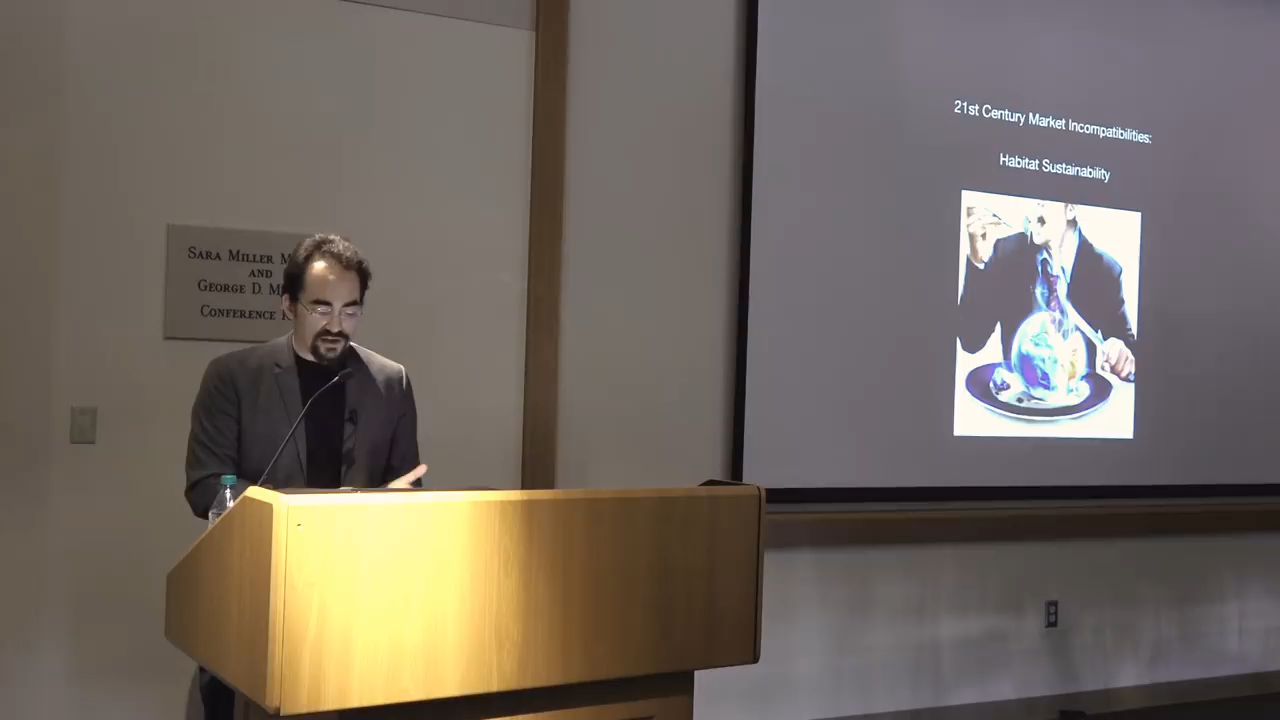 SARA MILLER
AND
GEORGE D.
CONFERENCE
21st Century Market Incompatibilities:
Habitat Sustainability